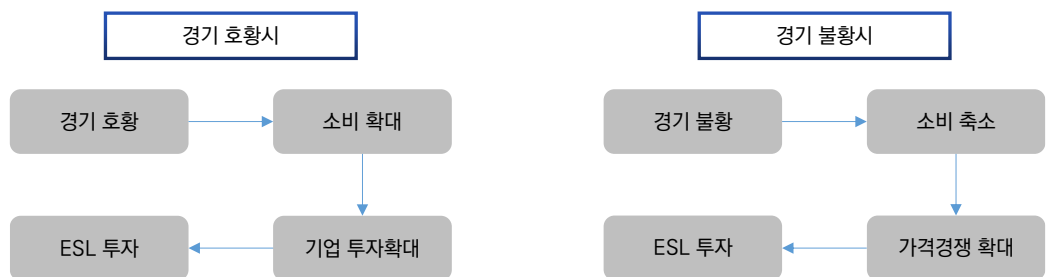 경기 호황시
경기 호황
소비 확대
ESL 투자
기업 투자확대
경기 불황시
경기 불황
소비 축소
ESL 투자
가격경쟁 확대